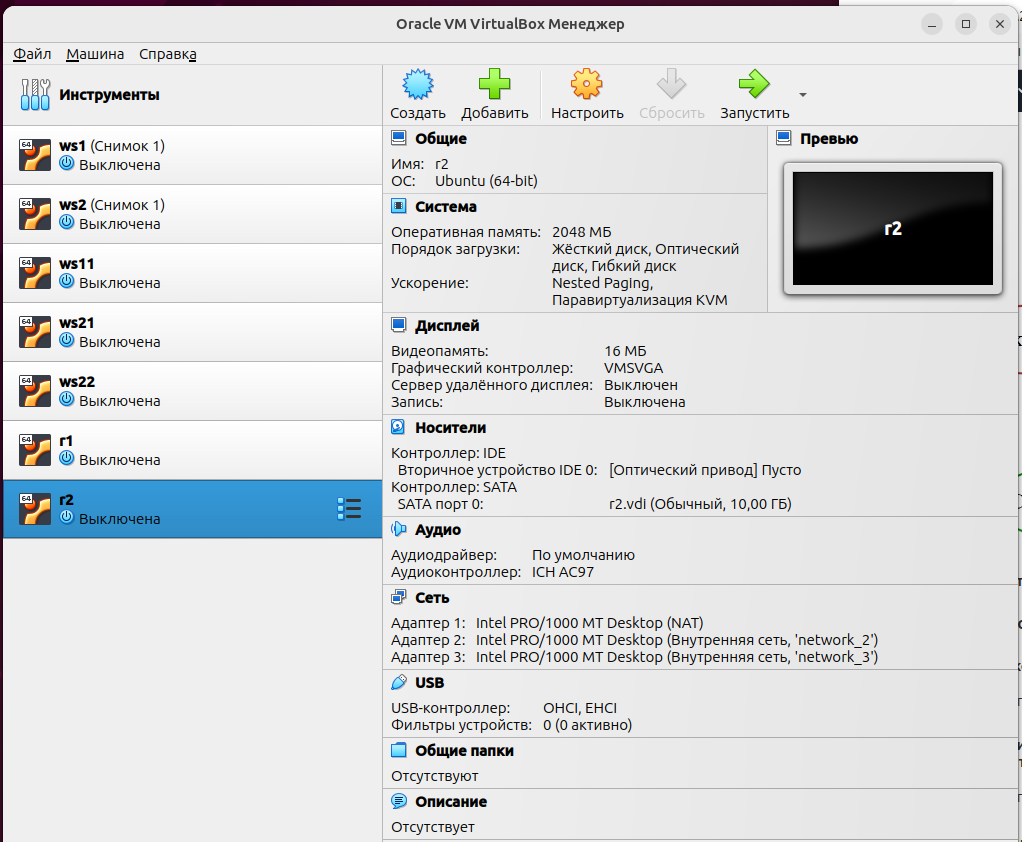 Oracle VM VirtualBox Менеджер
Файл Машина Справка
Инструменты
ws1 (Снимок 1)
Выключена
ws2 (Снимок 1)
Выключена
ws11
Выключена
ws21
Выключена
ws22
Выключена
r1
Выключена
r2
Выключена
Создать Добавить Настроить Сбросить Запустить
Общие
Имя: r2
ОС: Ubuntu (64-bit)
Система
Оперативная память: 2048 МБ
Порядок загрузки: Жёсткий диск, Оптический
диск, Гибкий диск
Ускорение: Nested Paging,
Паравиртуализация KVM
Превью
r2
Дисплей
Видеопамять: 16 МБ
Графический контроллер: VMSVGA
Сервер удалённого дисплея: Выключен
Запись: Выключена
Носители
Контроллер: IDE
Вторичное устройство IDE 0: [Оптический привод] Пусто
Контроллер: SATA
SATA порт 0: r2.vdi (Обычный, 10,00 ГБ)
Аудио
Аудиодрайвер: По умолчанию
Аудиоконтроллер: ICH AC97
Сеть
Адаптер 1: Intel PRO/1000 MT Desktop (NAT)
Адаптер 2: Intel PRO/1000 MT Desktop (Внутренняя сеть, 'network_2')
Адаптер 3: Intel PRO/1000 MT Desktop (Внутренняя сеть, 'network_3')
USB
USB-контроллер: OHCI, EHCI
Фильтры устройств: 0 (0 активно)
Общие папки
Отсутствуют
Описание
Отсутствует